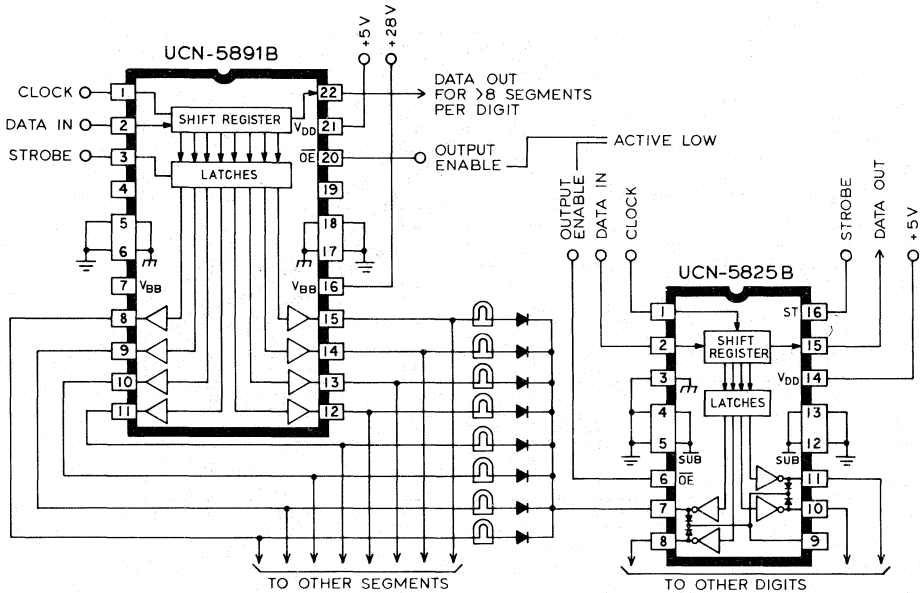 UCN-5891B
+5V
+28V
CLOCK
1
22
DATA OUT
FOR >8 SEGMENTS
PER DIGIT
SHIFT REGISTER
DATA IN
2
VDD
21
STROBE
3
OE
20
OUTPUT
ENABLE
ACTIVE LOW
LATCHES
4
19
5
18
6
17
7
VBB
VBB
16
8
15
9
14
10
13
11
12
TO OTHER SEGMENTS
OUTPUT
ENABLE
DATA IN
CLOCK
STROBE
DATA OUT
+5V
UCN-5825B
1
ST
16
2
SHIFT
REGISTER
15
3
VDD
14
4
LATCHES
13
5
12
SUB
SUB
6
OE
11
7
10
8
9
TO OTHER DIGITS